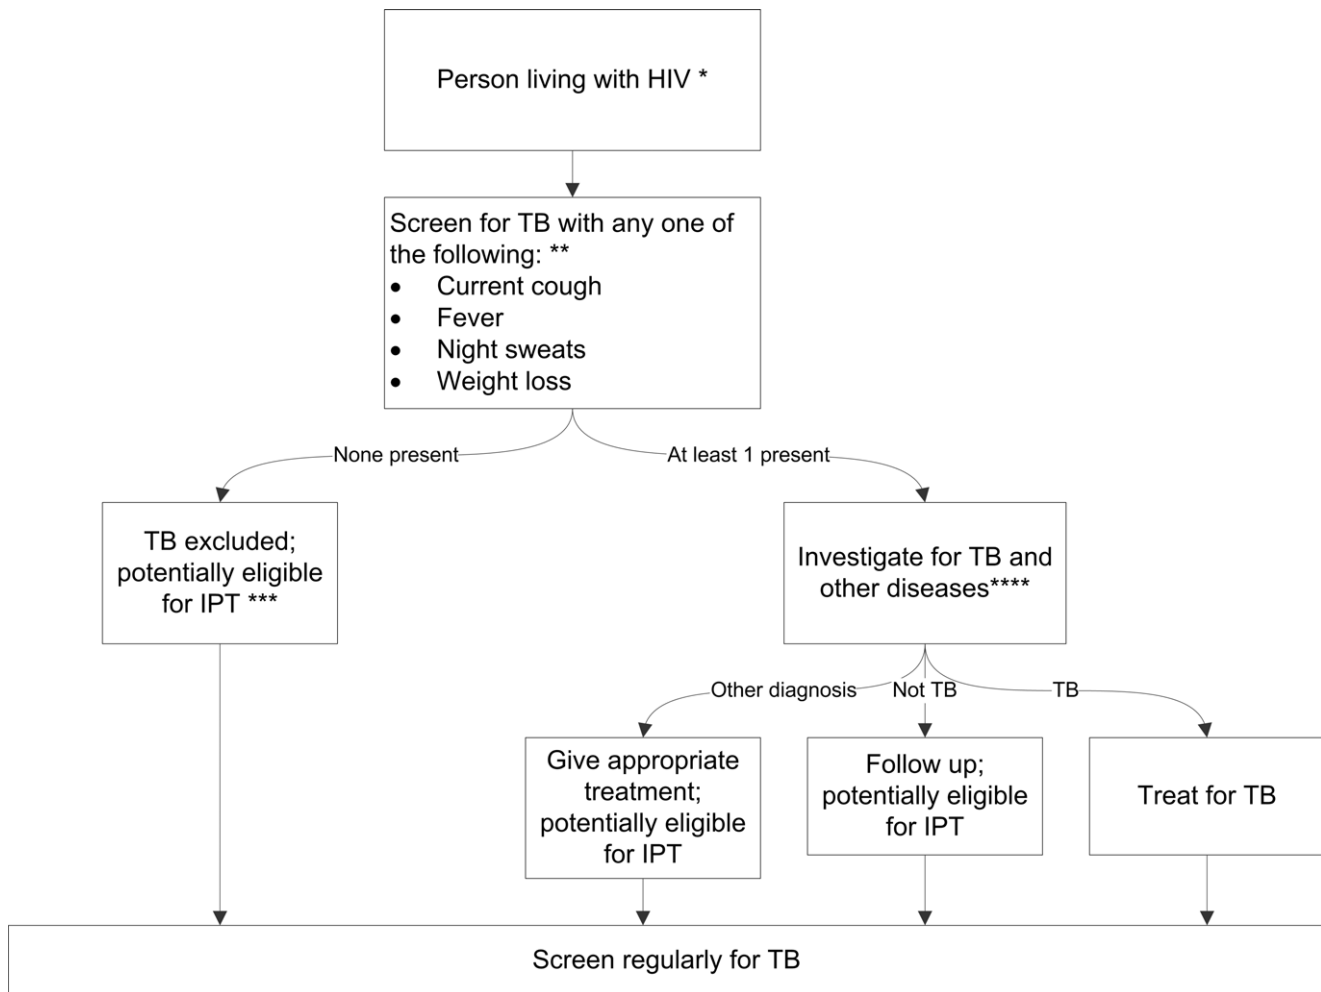 Person living with HIV *
Screen for TB with any one of
the following: **
• Current cough
• Fever
• Night sweats
• Weight loss
None present
At least 1 present
TB excluded;
potentially eligible
for IPT ***
Investigate for TB and
other diseases****
Other diagnosis
Not TB
TB
Give appropriate
treatment;
potentially eligible
for IPT
Follow up;
potentially eligible
for IPT
Treat for TB
Screen regularly for TB